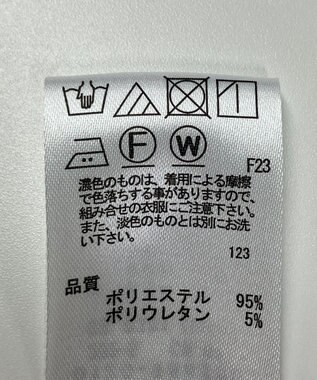 F W F23
濃色のものは、着用による摩擦
で色落ちする事がありますので、
組み合せの衣服にご注意下さい。
また、淡色のものとは別にお洗
い下さい。
123
品質
ポリエステル 95%
ポリウレタン 5%